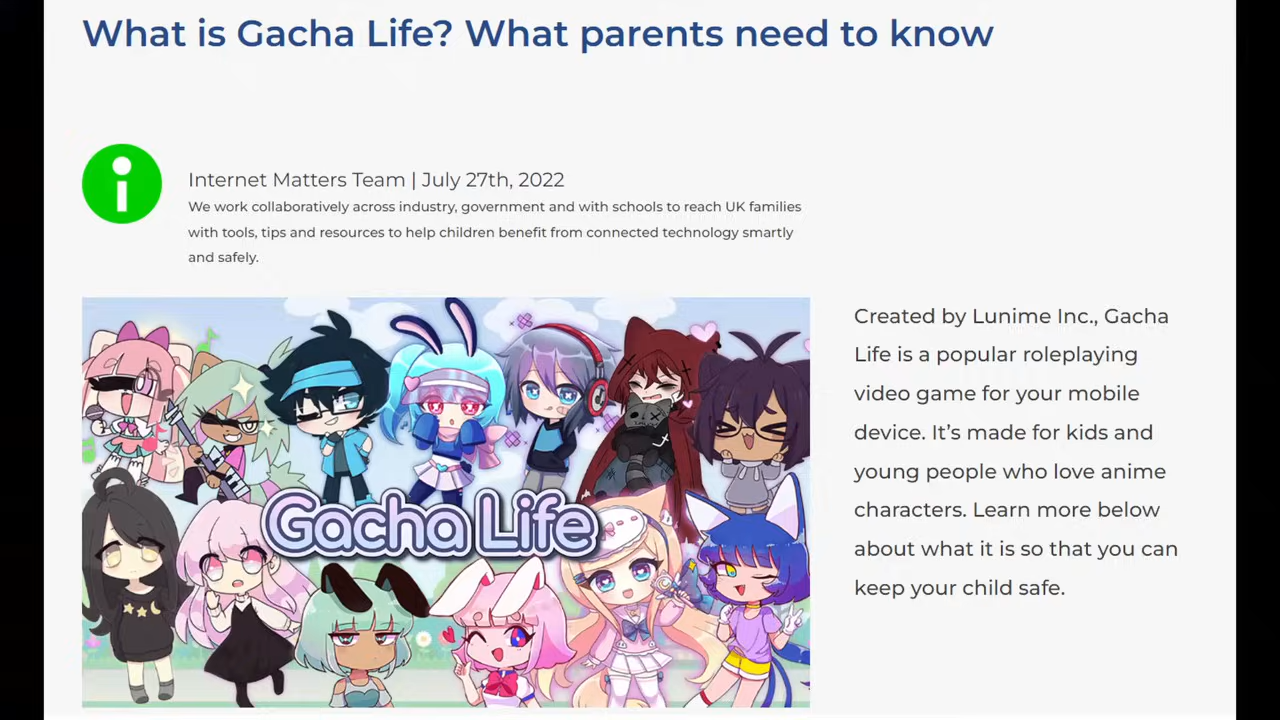 What is Gacha Life? What parents need to know
Internet Matters Team | July 27th, 2022
We work collaboratively across industry, government and with schools to reach UK families
with tools, tips and resources to help children benefit from connected technology smartly
and safely.
Gacha Life
Created by Lunime Inc., Gacha
Life is a popular roleplaying
video game for your mobile
device. It’s made for kids and
young people who love anime
characters. Learn more below
about what it is so that you can
keep your child safe.